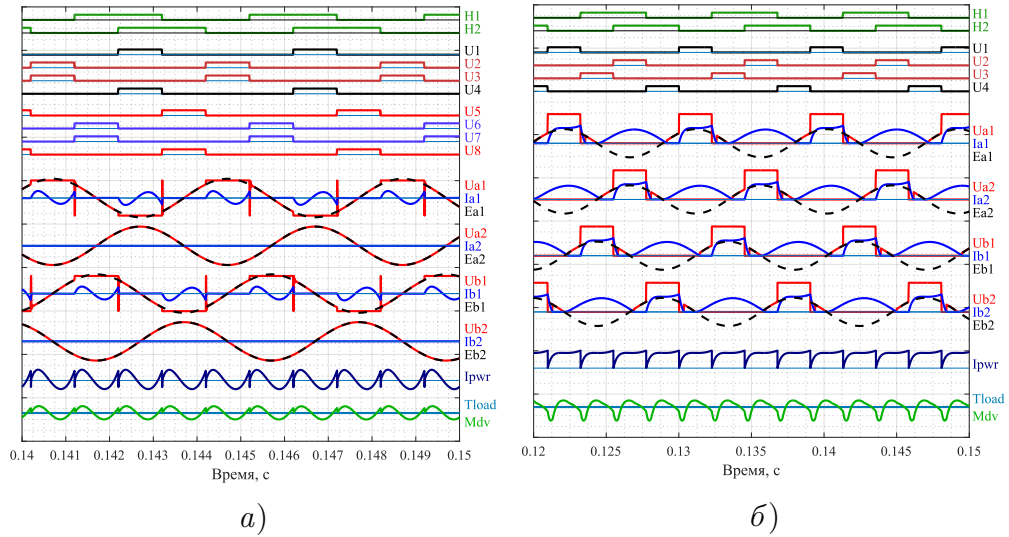 H1
H2
U1
U2
U3
U4
U5
U6
U7
U8
Ua1
Ia1
Ea1
Ua2
Ia2
Ea2
Ub1
Ib1
Eb1
Ub2
Ib2
Eb2
Ipwr
Tload
Mdv
0.14 0.141 0.142 0.143 0.144 0.145 0.146 0.147 0.148 0.149 0.15
Время, с
а)
H1
H2
U1
U2
U3
U4
Ua1
Ia1
Ea1
Ua2
Ia2
Ea2
Ub1
Ib1
Eb1
Ub2
Ib2
Eb2
Ipwr
Tload
Mdv
0.12 0.125 0.13 0.135 0.14 0.145 0.15
Время, с
б)